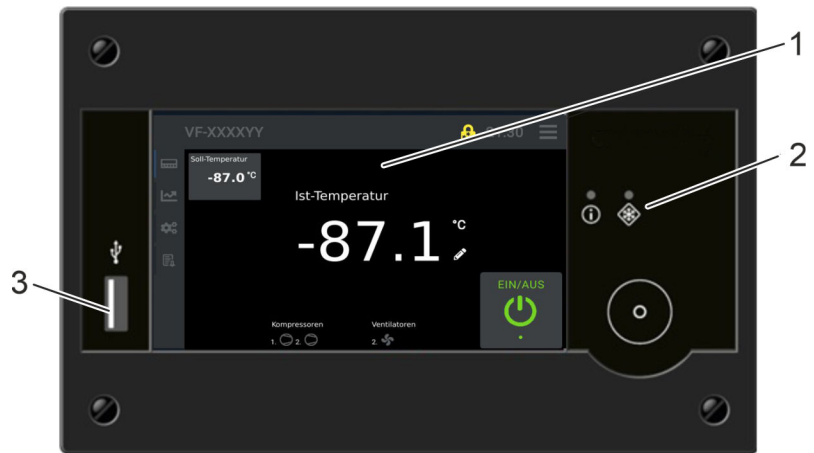 1
VF-XXXXYY
Soll-Temperatur
-87.0 °C
2
Ist-Temperatur
-87.1 °C
3
EIN/AUS
Kompressoren
Ventilatoren
1. 2.
2.